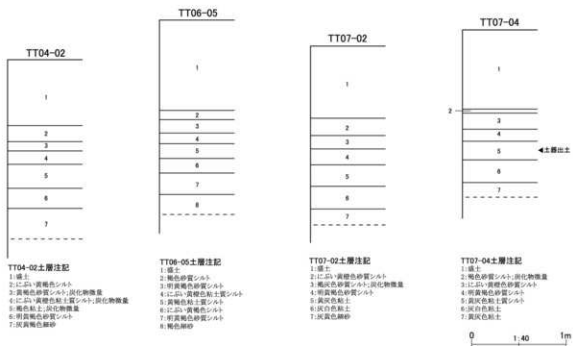 TT04-02
1
2
3
4
5
6
7
TT04-02土層注記
1:盛土
2:にぶい黄褐色シルト
3:黄褐色砂質シルト;炭化物微量
4:にぶい黄橙色粘土質シルト;炭化物微量
5:褐色粘土;炭化物微量
6:明黄褐色砂質シルト
7:灰黄褐色細砂
TT06-05
1
2
3
4
5
6
7
8
TT06-05土層注記
1:盛土
2:褐色砂質シルト
3:明黄褐色砂質シルト
4:にぶい黄橙色粘土質シルト
5:黄褐色粘土質シルト
6:にぶい黄褐色シルト
7:明黄褐色砂質シルト
8:褐色細砂
TT07-02
1
2
3
4
5
6
7
TT07-02土層注記
1:盛土
2:にぶい黄橙色砂質シルト
3:褐灰色砂質シルト;炭化物微量
4:明黄褐色砂質シルト
5:黄灰色粘土
6:灰白色粘土
7:灰黄色細砂
TT07-04
1
2
3
4
5
◀土器出土
6
7
TT07-04土層注記
1:盛土
2:褐色砂質シルト;炭化物微量
3:にぶい黄橙色砂質シルト
4:明黄褐色砂質シルト
5:黄灰色粘土質シルト
6:灰白色粘土
7:黄灰色粘土
0 1:40 1m